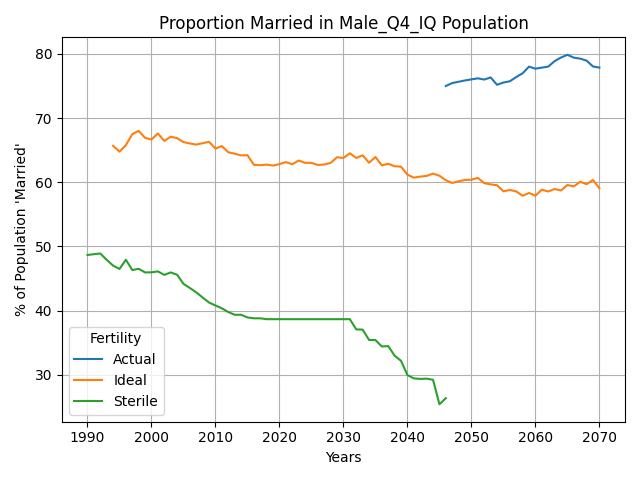 Proportion Married in Male_Q4_IQ Population
% of Population 'Married'
80
70
60
50
40
30
Fertility
Actual
Ideal
Sterile
1990 2000 2010 2020 2030 2040 2050 2060 2070
Years